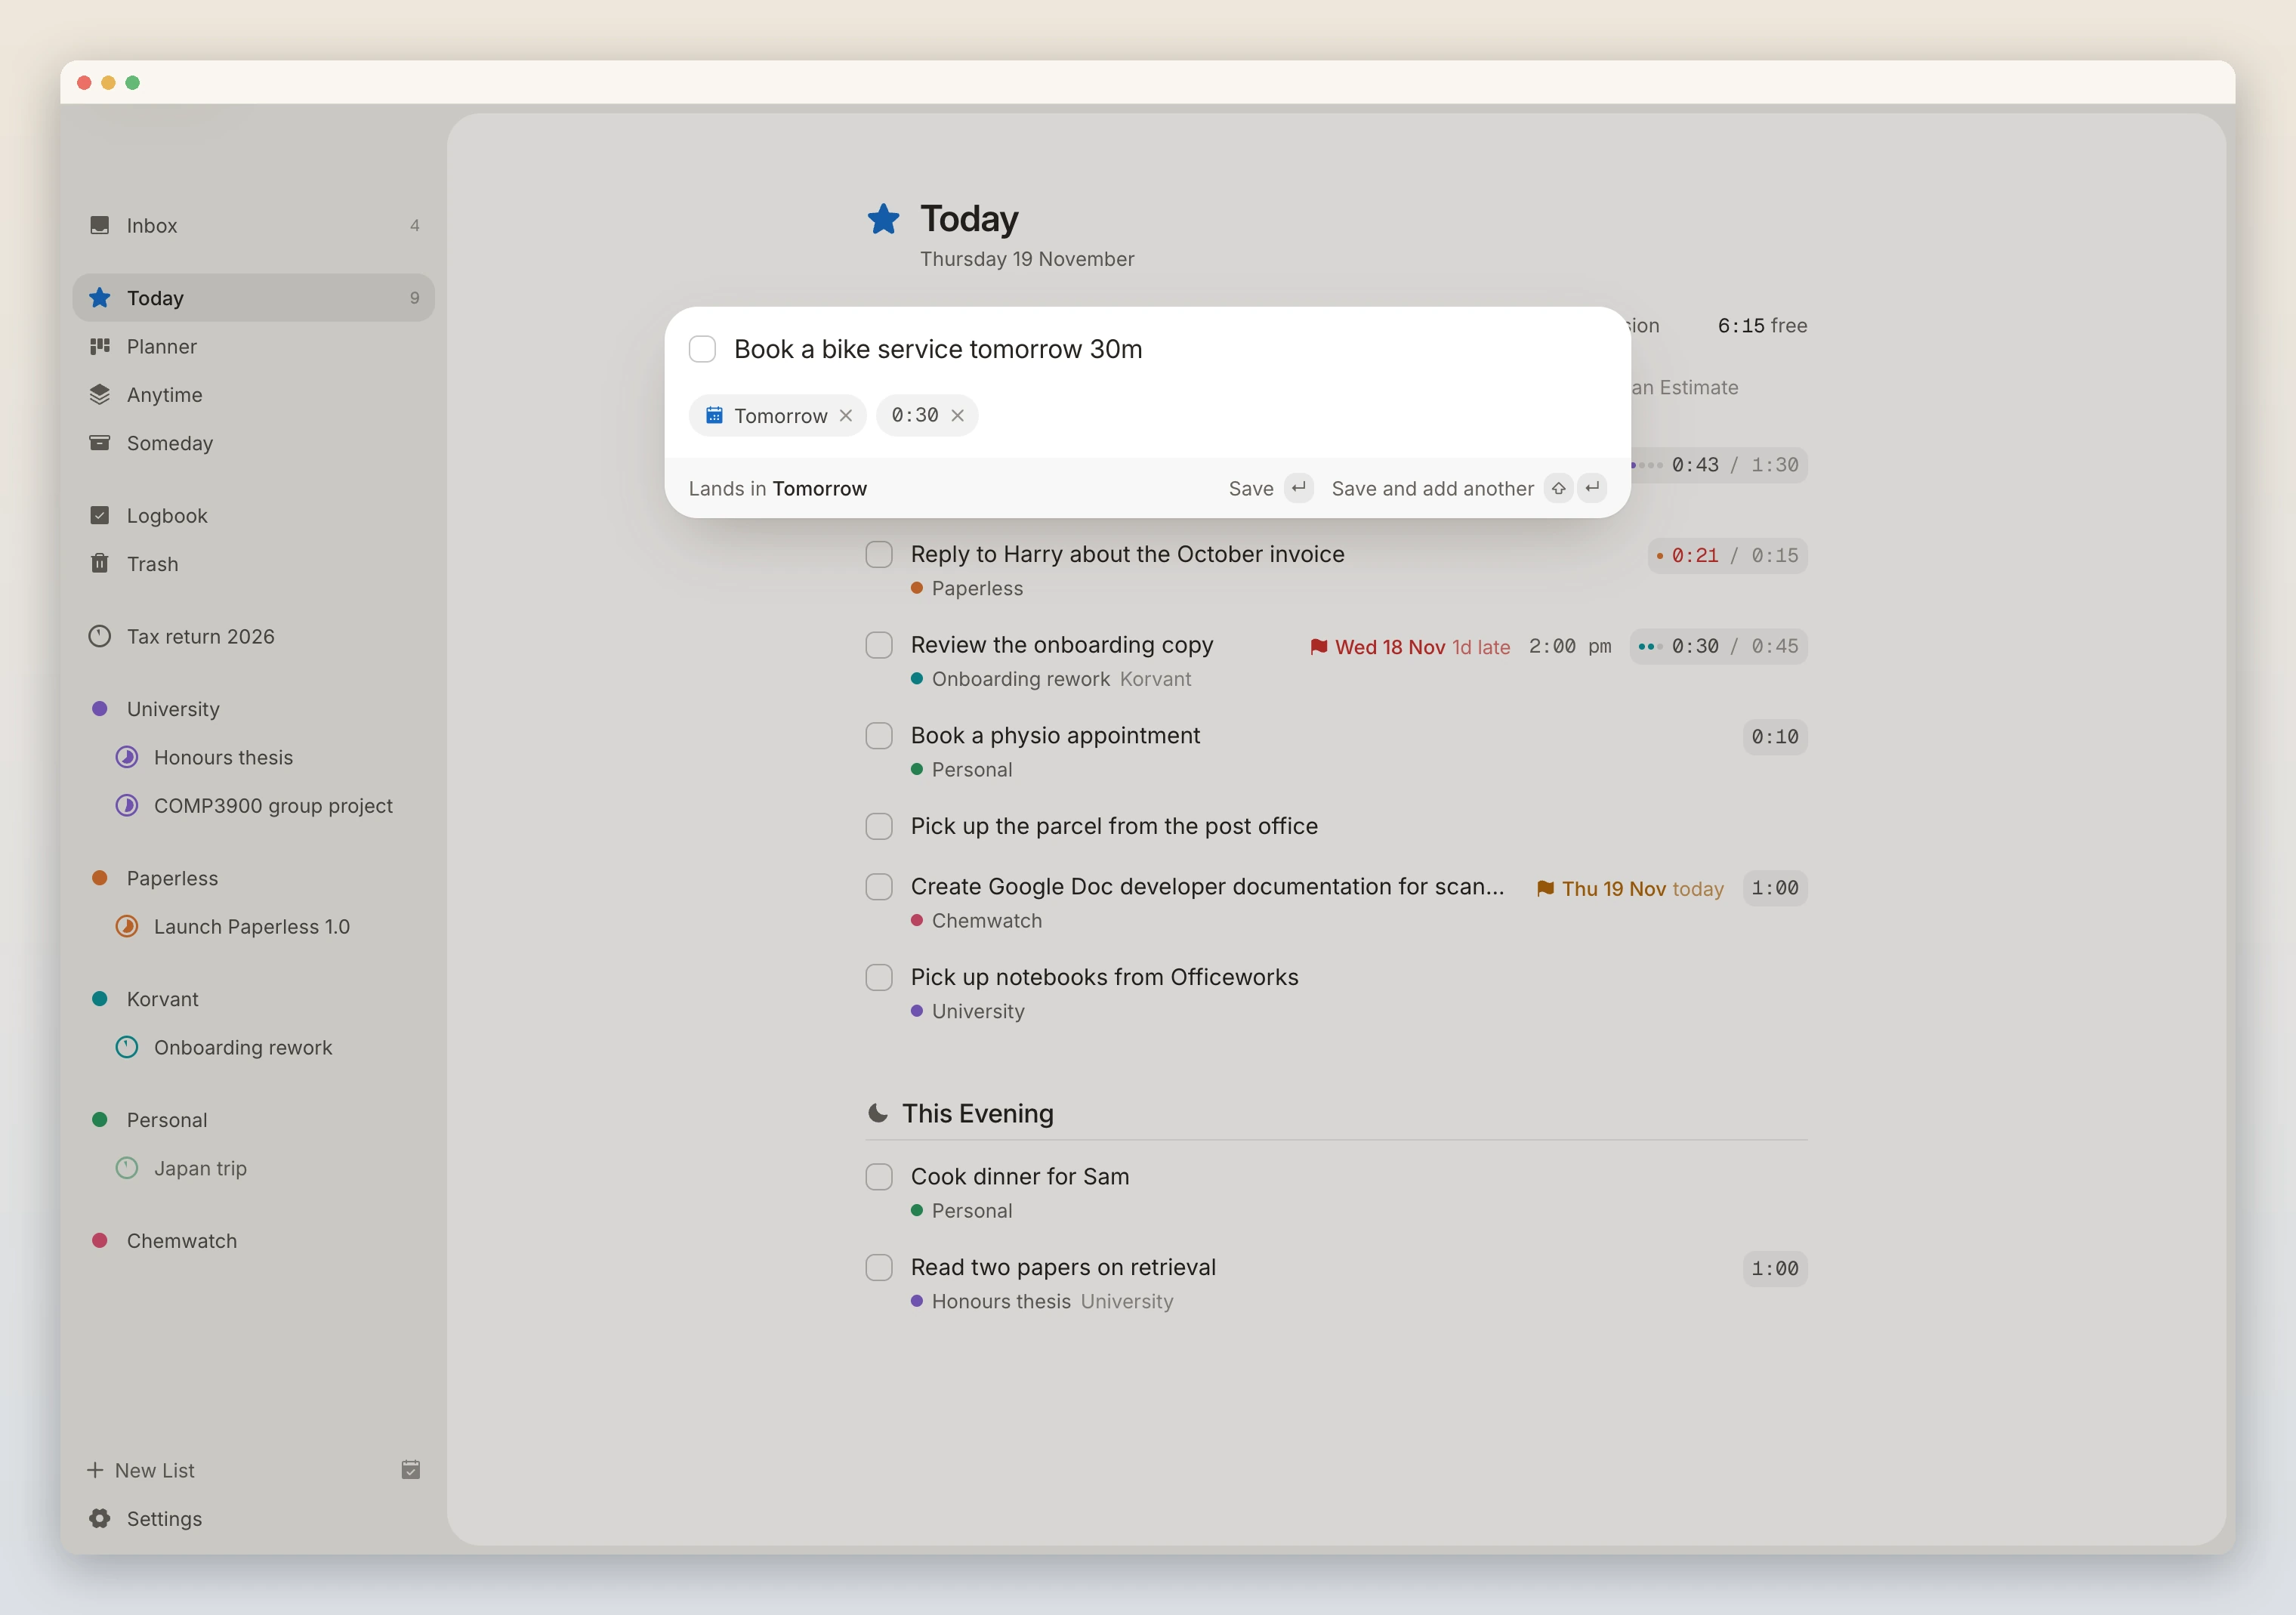 Inbox 4
Today 9
Planner
Anytime
Someday
Logbook
Trash
Tax return 2026
University
Honours thesis
COMP3900 group project
Paperless
Launch Paperless 1.0
Korvant
Onboarding rework
Personal
Japan trip
Chemwatch
New List
Settings
Today
Thursday 19 November
6:15 free
an Estimate
0:43 / 1:30
Book a bike service tomorrow 30m
Tomorrow 0:30
Lands in Tomorrow Save Save and add another
Reply to Harry about the October invoice 0:21 / 0:15
Paperless
Review the onboarding copy Wed 18 Nov 1d late 2:00 pm 0:30 / 0:45
Onboarding rework Korvant
Book a physio appointment 0:10
Personal
Pick up the parcel from the post office
Create Google Doc developer documentation for scan... Thu 19 Nov today 1:00
Chemwatch
Pick up notebooks from Officeworks
University
This Evening
Cook dinner for Sam
Personal
Read two papers on retrieval 1:00
Honours thesis University